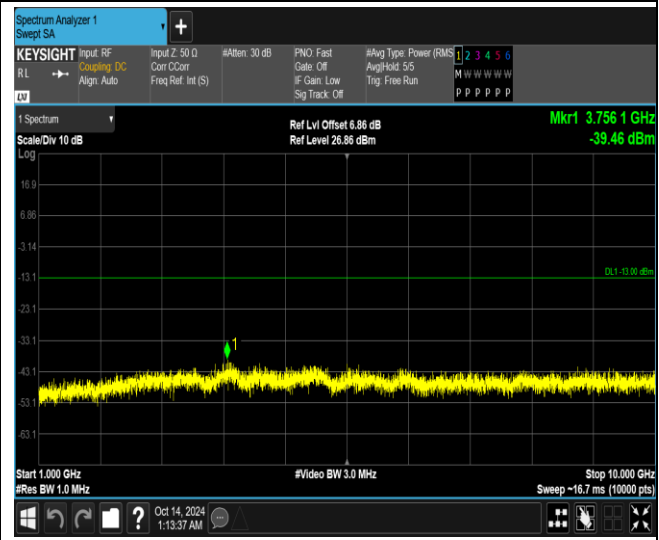 Spectrum Analyzer 1
Swept SA
+
KEYSIGHT Input: RF Input Z: 50 Ω #Atten: 30 dB PNO: Fast #Avg Type: Power (RMS 1 2 3 4 5 6
RL Coupling: DC Corr CCorr Gate: Off Avg|Hold: 5/5 M W W W W W
Align: Auto Freq Ref: Int (S) IF Gain: Low Trig: Free Run
LXI Sig Track: Off P P P P P P
1 Spectrum
Ref Lvl Offset 6.86 dB
Mkr1 3.756 1 GHz
Scale/Div 10 dB
Ref Level 26.86 dBm
-39.46 dBm
Log
16.9
6.86
-3.14
DL1 -13.00 dBm
-13.1
-23.1
-33.1
1
-43.1
-53.1
-63.1
Start 1.000 GHz #Video BW 3.0 MHz Stop 10.000 GHz
#Res BW 1.0 MHz Sweep ~16.7 ms (10000 pts)
?
Oct 14, 2024
1:13:37 AM